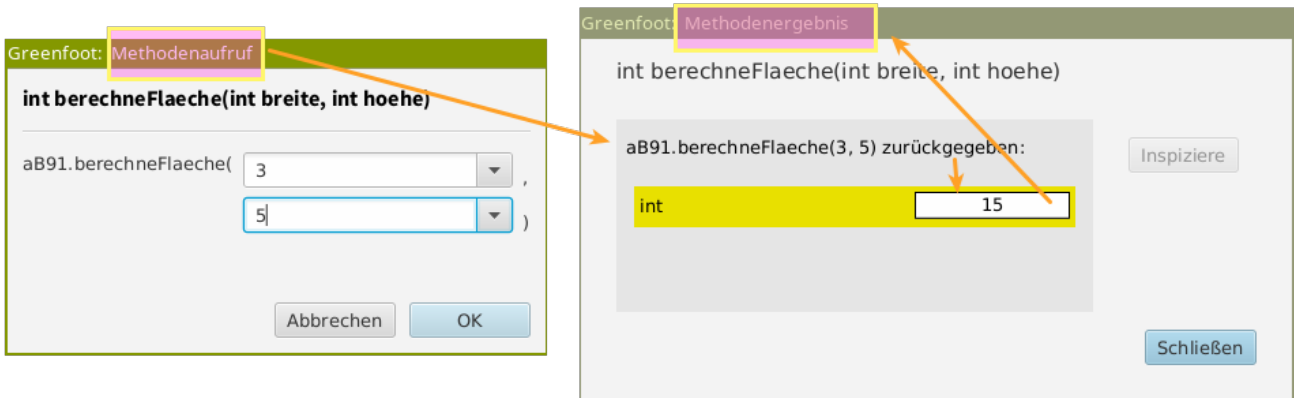 Greenfoot: Methodenaufruf
int berechneFlaeche(int breite, int hoehe)
aB91.berechneFlaeche( 3 ,
5 )
Abbrechen OK
Greenfoot: Methodenergebnis
int berechneFlaeche(int breite, int hoehe)
aB91.berechneFlaeche(3, 5) zurückgegeben:
Inspiziere
int 15
Schließen